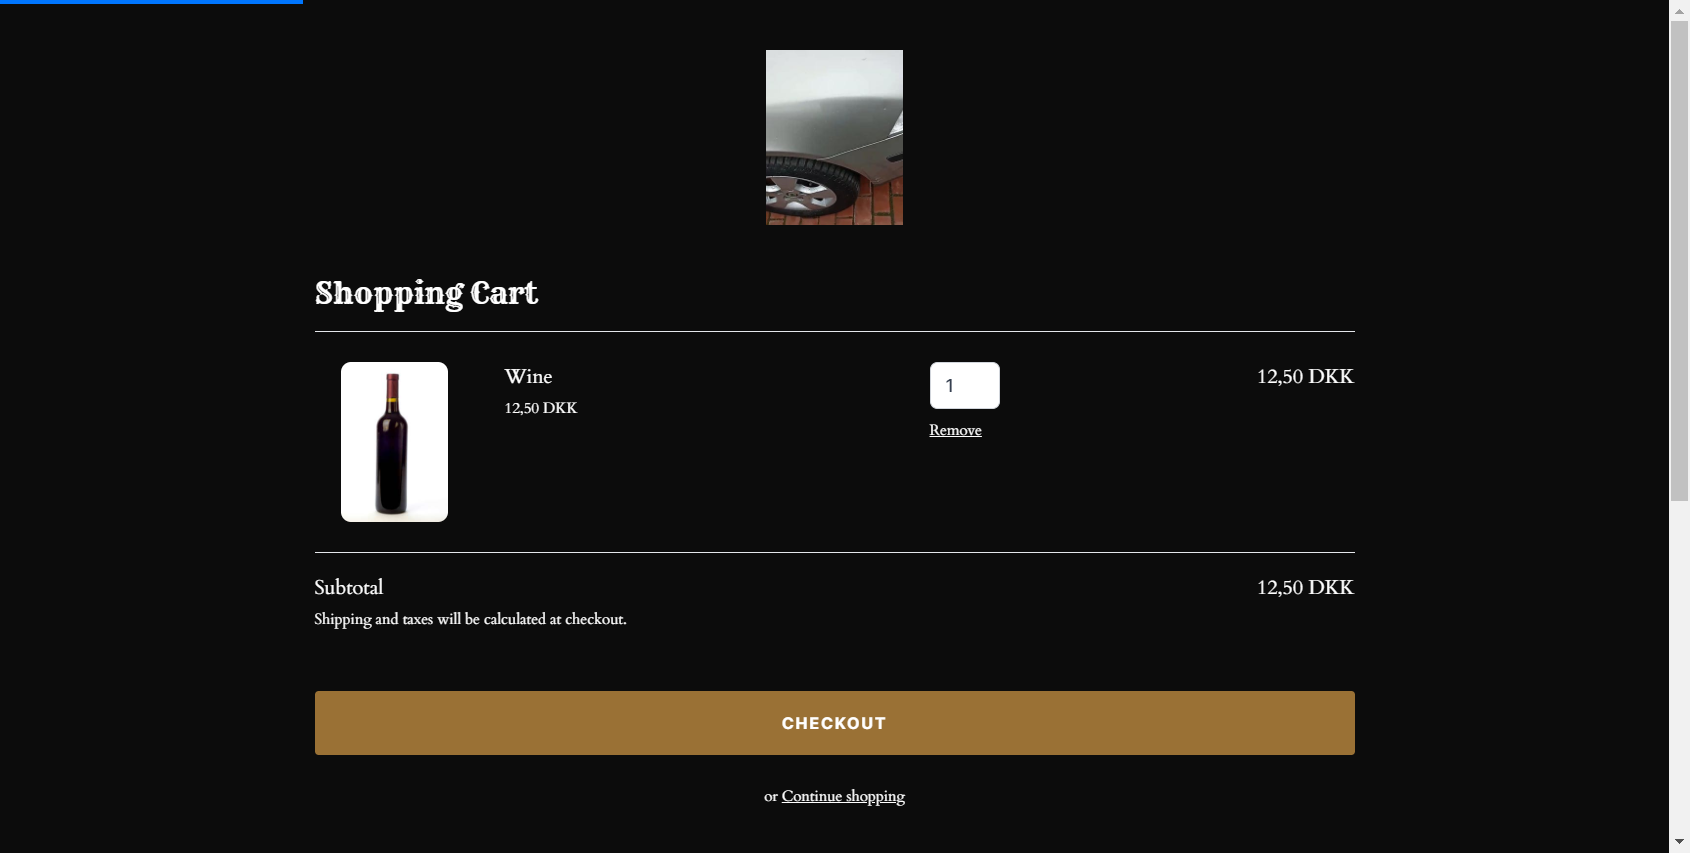 Shopping Cart
Wine
12,50 DKK
1
Remove
12,50 DKK
Subtotal
12,50 DKK
Shipping and taxes will be calculated at checkout.
CHECKOUT
or Continue shopping